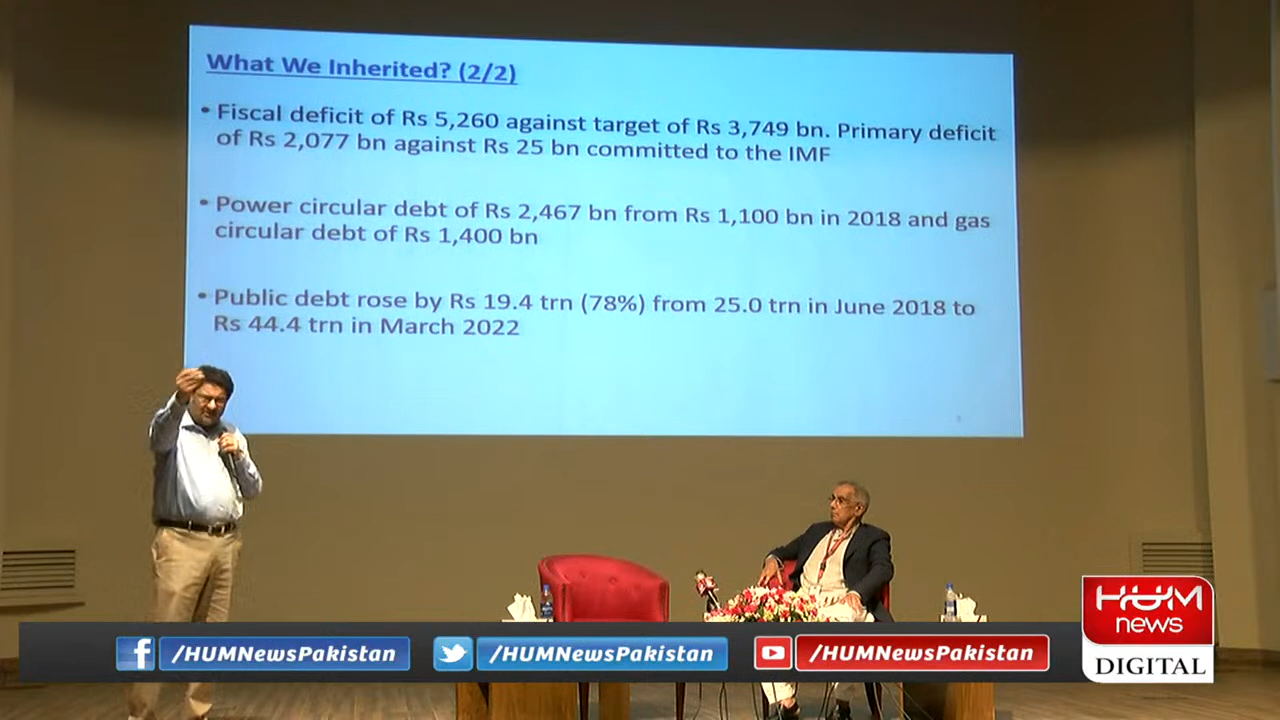 What We Inherited? (2/2)
• Fiscal deficit of Rs 5,260 against target of Rs 3,749 bn. Primary deficit
of Rs 2,077 bn against Rs 25 bn committed to the IMF
• Power circular debt of Rs 2,467 bn from Rs 1,100 bn in 2018 and gas
circular debt of Rs 1,400 bn
• Public debt rose by Rs 19.4 trn (78%) from 25.0 trn in June 2018 to
Rs 44.4 trn in March 2022
/HUMNewsPakistan
/HUMNewsPakistan
/HUMNewsPakistan
HUM
news
DIGITAL